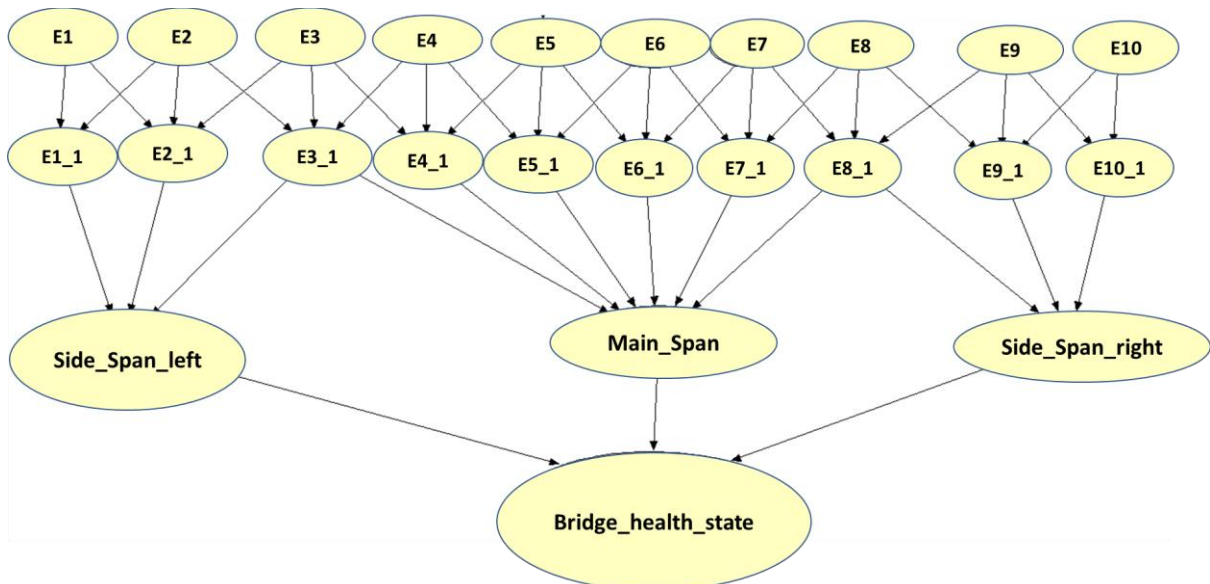 E1
E2
E3
E4
E5
E6
E7
E8
E9
E10
E1_1
E2_1
E3_1
E4_1
E5_1
E6_1
E7_1
E8_1
E9_1
E10_1
Side_Span_left
Main_Span
Side_Span_right
Bridge_health_state